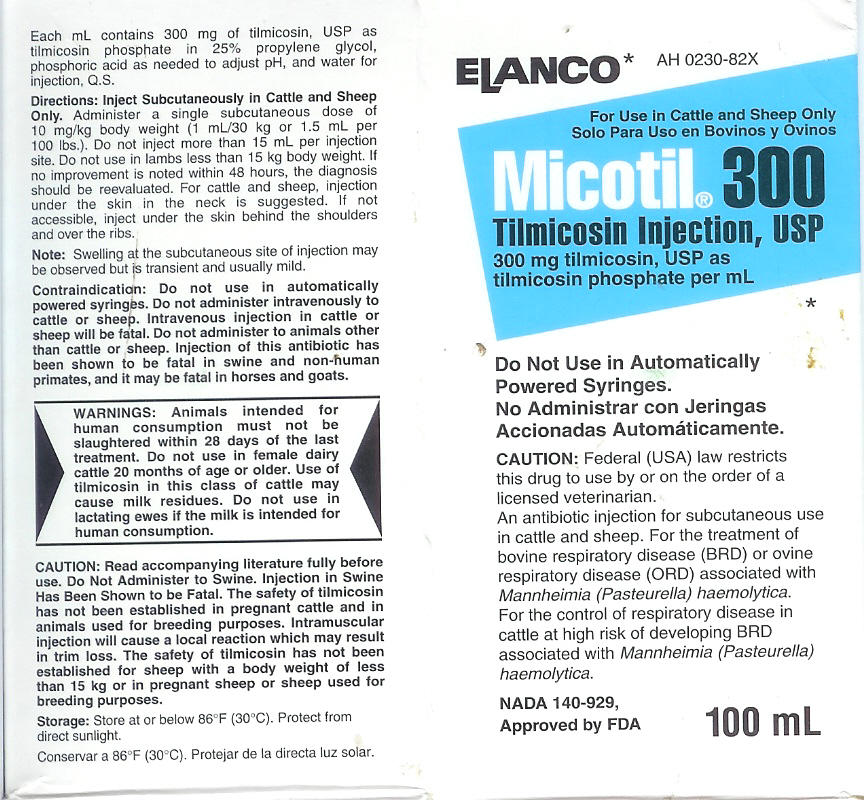 Each mL contains 300 mg of tilmicosin, USP as
tilmicosin phosphate in 25% propylene glycol,
phosphoric acid as needed to adjust pH, and water for
injection, Q.S.
Directions: Inject Subcutaneously in Cattle and Sheep
Only. Administer a single subcutaneous dose of
10 mg/kg body weight (1 mL/30 kg or 1.5 mL per
100 lbs.). Do not inject more than 15 mL per injection
site. Do not use in lambs less than 15 kg body weight. If
no improvement is noted within 48 hours, the diagnosis
should be reevaluated. For cattle and sheep, injection
under the skin in the neck is suggested. If not
accessible, inject under the skin behind the shoulders
and over the ribs.
Note: Swelling at the subcutaneous site of injection may
be observed but is transient and usually mild.
Contraindication: Do not use in automatically
powered syringes. Do not administer intravenously to
cattle or sheep. Intravenous injection in cattle or
sheep will be fatal. Do not administer to animals other
than cattle or sheep. Injection of this antibiotic has
been shown to be fatal in swine and non-human
primates, and it may be fatal in horses and goats.
WARNINGS: Animals intended for
human consumption must not be
slaughtered within 28 days of the last
treatment. Do not use in female dairy
cattle 20 months of age or older. Use of
tilmicosin in this class of cattle may
cause milk residues. Do not use in
lactating ewes if the milk is intended for
human consumption.
CAUTION: Read accompanying literature fully before
use. Do Not Administer to Swine. Injection in Swine
Has Been Shown to be Fatal. The safety of tilmicosin
has not been established in pregnant cattle and in
animals used for breeding purposes. Intramuscular
injection will cause a local reaction which may result
in trim loss. The safety of tilmicosin has not been
established for sheep with a body weight of less
than 15 kg or in pregnant sheep or sheep used for
breeding purposes.
Storage: Store at or below 86°F (30°C). Protect from
direct sunlight.
Conservar a 86°F (30°C). Protejar de la directa luz solar.
ELANCO* AH 0230-82X
For Use in Cattle and Sheep Only
Solo Para Uso en Bovinos y Ovinos
Micotil® 300
Tilmicosin Injection, USP
300 mg tilmicosin, USP as
tilmicosin phosphate per mL
*
Do Not Use in Automatically
Powered Syringes.
No Administrar con Jeringas
Accionadas Automáticamente.
CAUTION: Federal (USA) law restricts
this drug to use by or on the order of a
licensed veterinarian.
An antibiotic injection for subcutaneous use
in cattle and sheep. For the treatment of
bovine respiratory disease (BRD) or ovine
respiratory disease (ORD) associated with
Mannheimia (Pasteurella) haemolytica.
For the control of respiratory disease in
cattle at high risk of developing BRD
associated with Mannheimia (Pasteurella)
haemolytica.
NADA 140-929,
Approved by FDA
100 mL